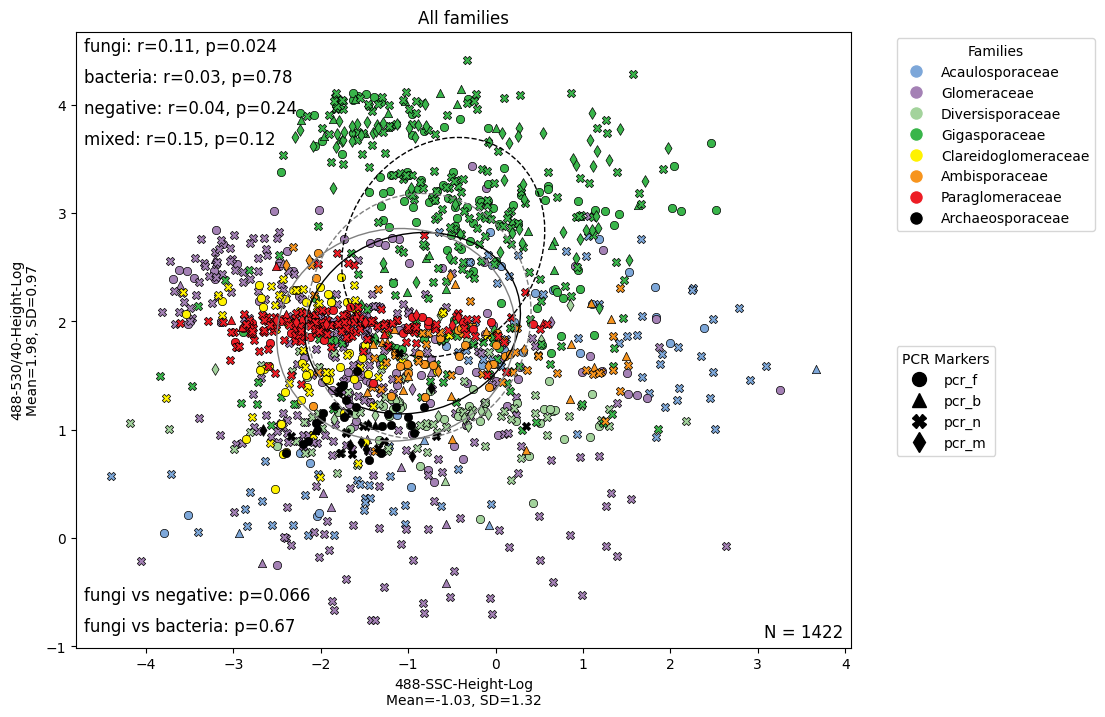 All families
fungi: r=0.11, p=0.024
bacteria: r=0.03, p=0.78
negative: r=0.04, p=0.24
mixed: r=0.15, p=0.12
fungi vs negative: p=0.066
fungi vs bacteria: p=0.67
N = 1422
4
3
2
1
0
−1
488-530/40-Height-Log
Mean=1.98, SD=0.97
−4 −3 −2 −1 0 1 2 3 4
488-SSC-Height-Log
Mean=-1.03, SD=1.32
Families
Acaulosporaceae
Glomeraceae
Diversisporaceae
Gigasporaceae
Clareidoglomeraceae
Ambisporaceae
Paraglomeraceae
Archaeosporaceae
PCR Markers
pcr_f
pcr_b
pcr_n
pcr_m